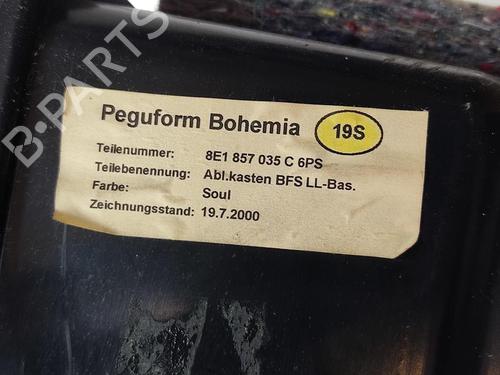 B-PARTS
Peguform Bohemia 19S
Teilenummer: 8E1 857 035 C 6PS
Teilebenennung: Abl.kasten BFS LL-Bas.
Farbe: Soul
Zeichnungsstand: 19.7.2000